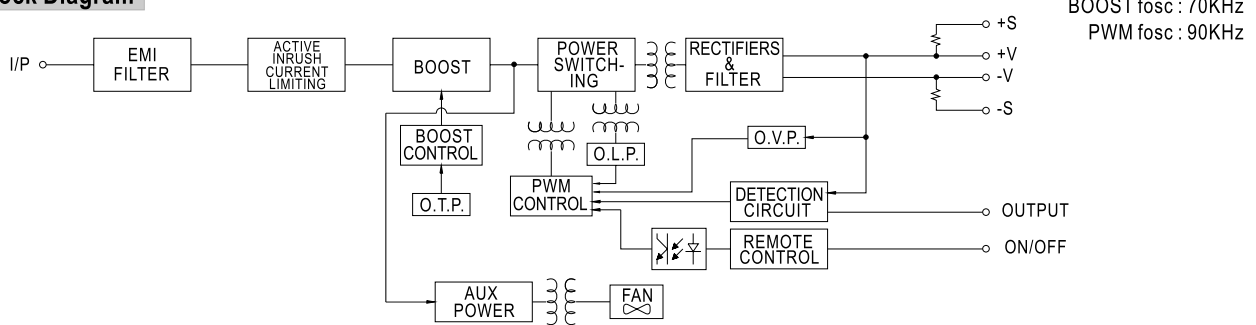 Block Diagram
BOOST fosc : 70KHz
PWM fosc : 90KHz
I/P
EMI
FILTER
ACTIVE
INRUSH
CURRENT
LIMITING
BOOST
POWER
SWITCH-
ING
RECTIFIERS
&
FILTER
+S
+V
-V
-S
BOOST
CONTROL
O.T.P.
O.L.P.
O.V.P.
PWM
CONTROL
DETECTION
CIRCUIT
OUTPUT
REMOTE
CONTROL
ON/OFF
AUX
POWER
FAN